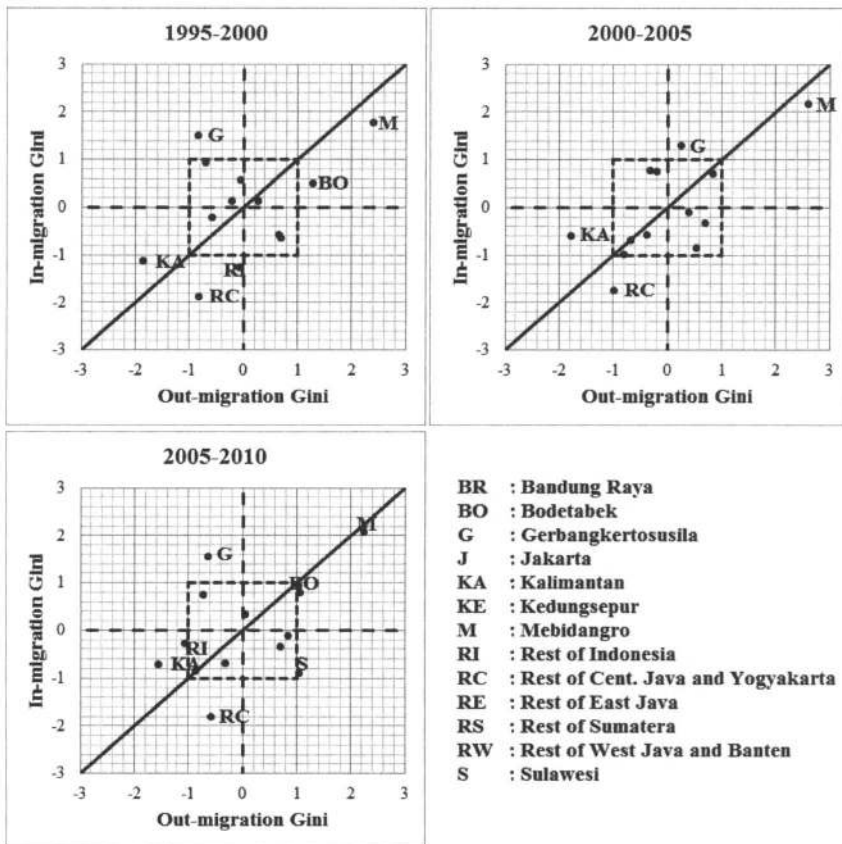 1995-2000
3
2
1
0
-1
-2
-3
In-migration Gini
G
M
BO
KA
RI
RC
-3 -2 -1 0 1 2 3
Out-migration Gini
2000-2005
3
2
1
0
-1
-2
-3
In-migration Gini
M
G
KA
RC
-3 -2 -1 0 1 2 3
Out-migration Gini
2005-2010
3
2
1
0
-1
-2
-3
In-migration Gini
M
G
BO
RI
KA
S
RC
-3 -2 -1 0 1 2 3
Out-migration Gini
BR : Bandung Raya
BO : Bodetabek
G : Gerbangkertosusila
J : Jakarta
KA : Kalimantan
KE : Kedungsepur
M : Mebidangro
RI : Rest of Indonesia
RC : Rest of Cent. Java and Yogyakarta
RE : Rest of East Java
RS : Rest of Sumatera
RW : Rest of West Java and Banten
S : Sulawesi